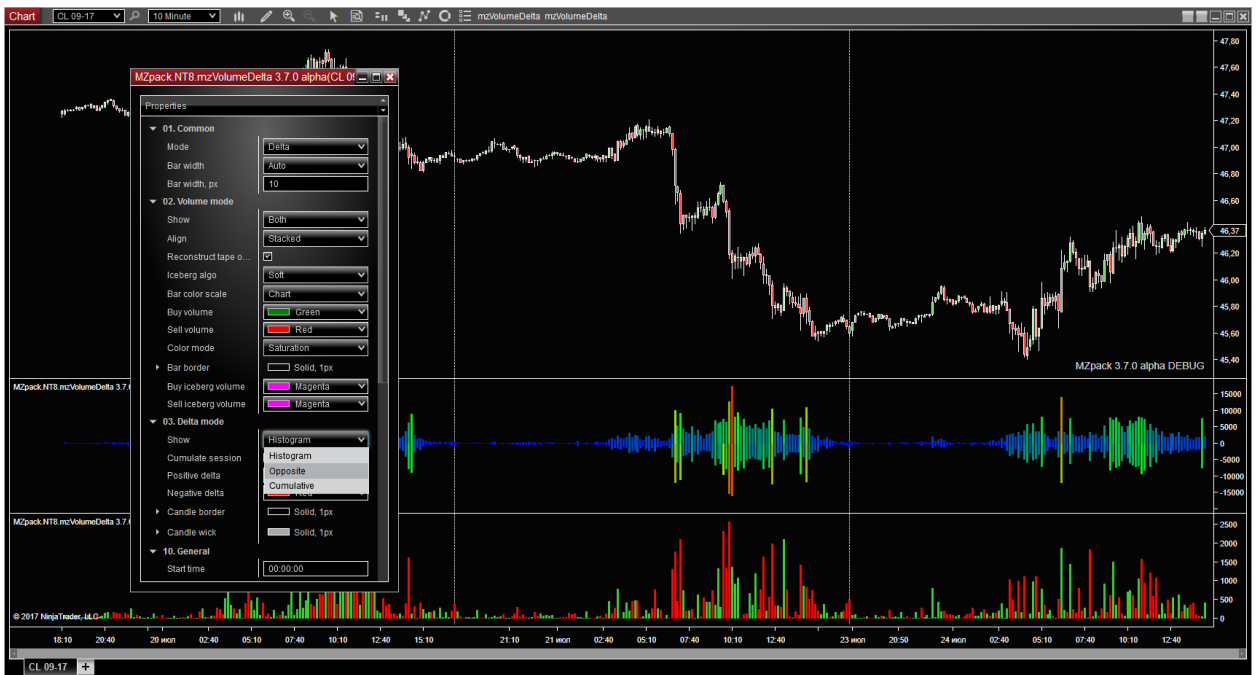 Chart CL 09-17 10 Minute mzVolumeDelta mzVolumeDelta
MZpack.NT8.mzVolumeDelta 3.7.0 alpha(CL 0
Properties
01. Common
Mode Delta
Bar width Auto
Bar width, px 10
02. Volume mode
Show Both
Align Stacked
Reconstruct tape o...
Iceberg algo Soft
Bar color scale Chart
Buy volume Green
Sell volume Red
Color mode Saturation
Bar border Solid, 1px
Buy iceberg volume Magenta
Sell iceberg volume Magenta
03. Delta mode
Show Histogram
Histogram
Cumulate session
Opposite
Positive delta
Cumulative
Negative delta Red
Candle border Solid, 1px
Candle wick Solid, 1px
10. General
Start time 00:00:00
47,80
47,60
47,40
47,20
47,00
46,80
46,60
46,37
46,20
46,00
45,80
45,60
45,40
MZpack 3.7.0 alpha DEBUG
MZpack.NT8.mzVolumeDelta 3.7.
15000
10000
5000
0
-5000
-10000
-15000
MZpack.NT8.mzVolumeDelta 3.7.
2500
2000
1500
1000
500
0
© 2017 NinjaTrader, LLC
18:10 20:40 20 июл 02:40 05:10 07:40 10:10 12:40 15:10 21:10 21 июл 02:40 05:10 07:40 10:10 12:40 23 июл 20:50 24 июл 02:40 05:10 07:40 10:10 12:40
CL 09-17 +